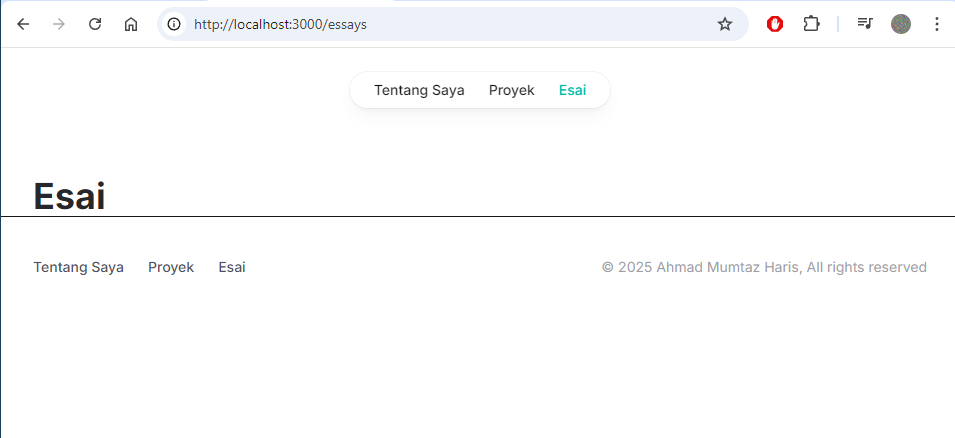 http://localhost:3000/essays
Tentang Saya Proyek Esai
Esai
Tentang Saya Proyek Esai © 2025 Ahmad Mumtaz Haris, All rights reserved